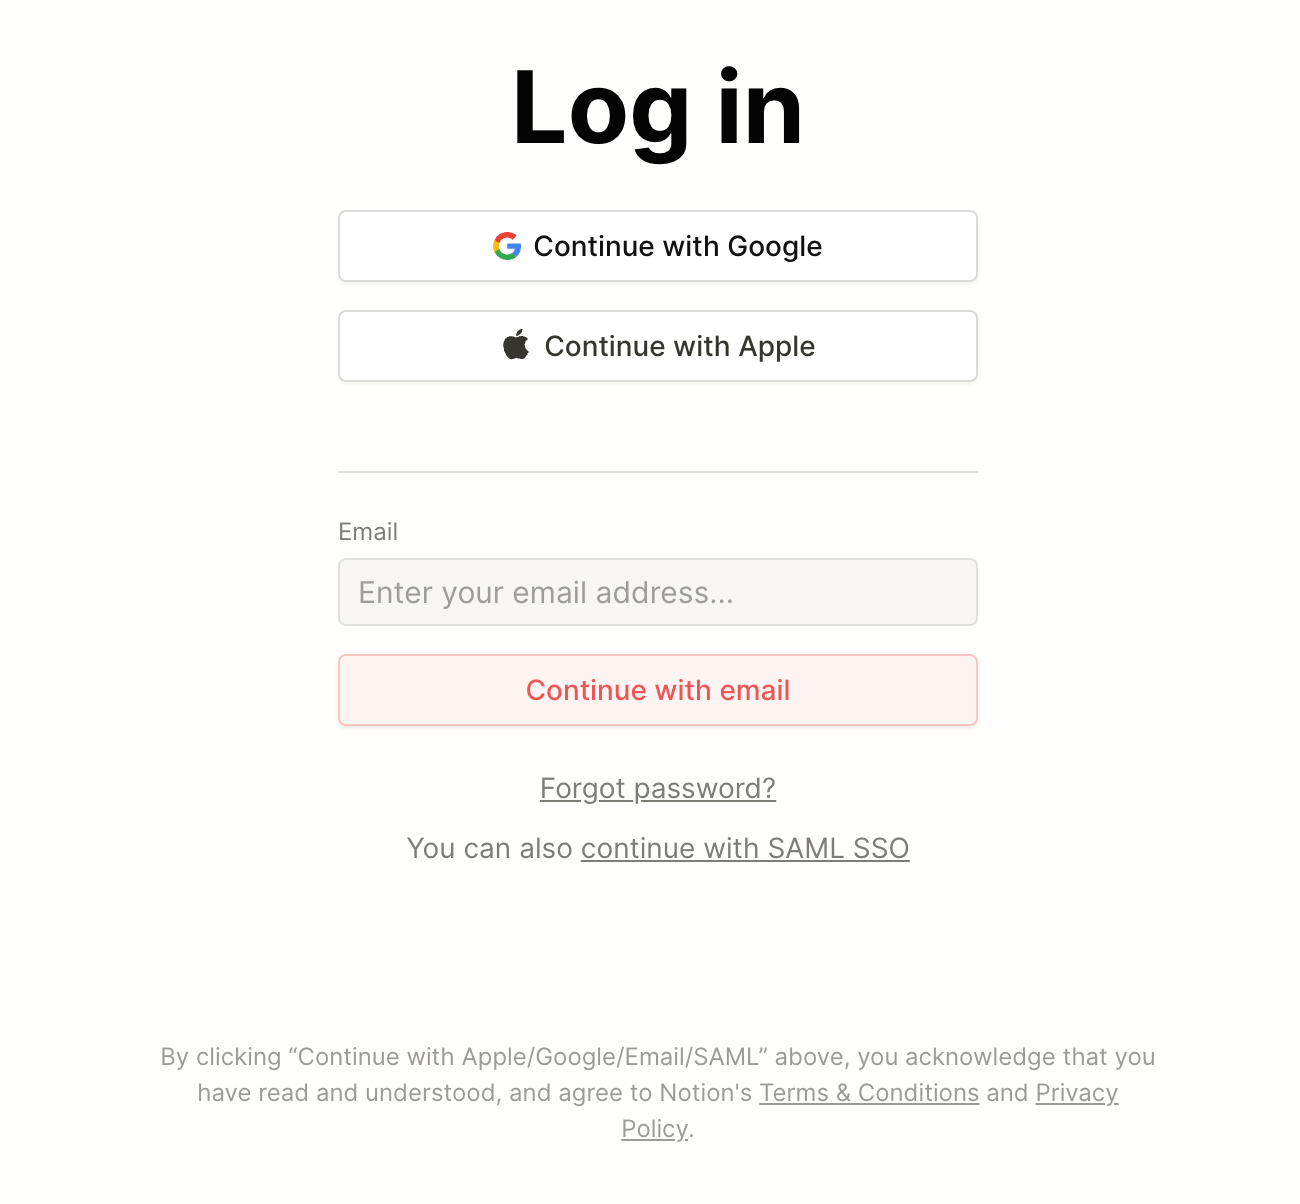 Log in
Continue with Google
Continue with Apple
Email
Enter your email address...
Continue with email
Forgot password?
You can also continue with SAML SSO
By clicking “Continue with Apple/Google/Email/SAML” above, you acknowledge that you
have read and understood, and agree to Notion's Terms & Conditions and Privacy
Policy.